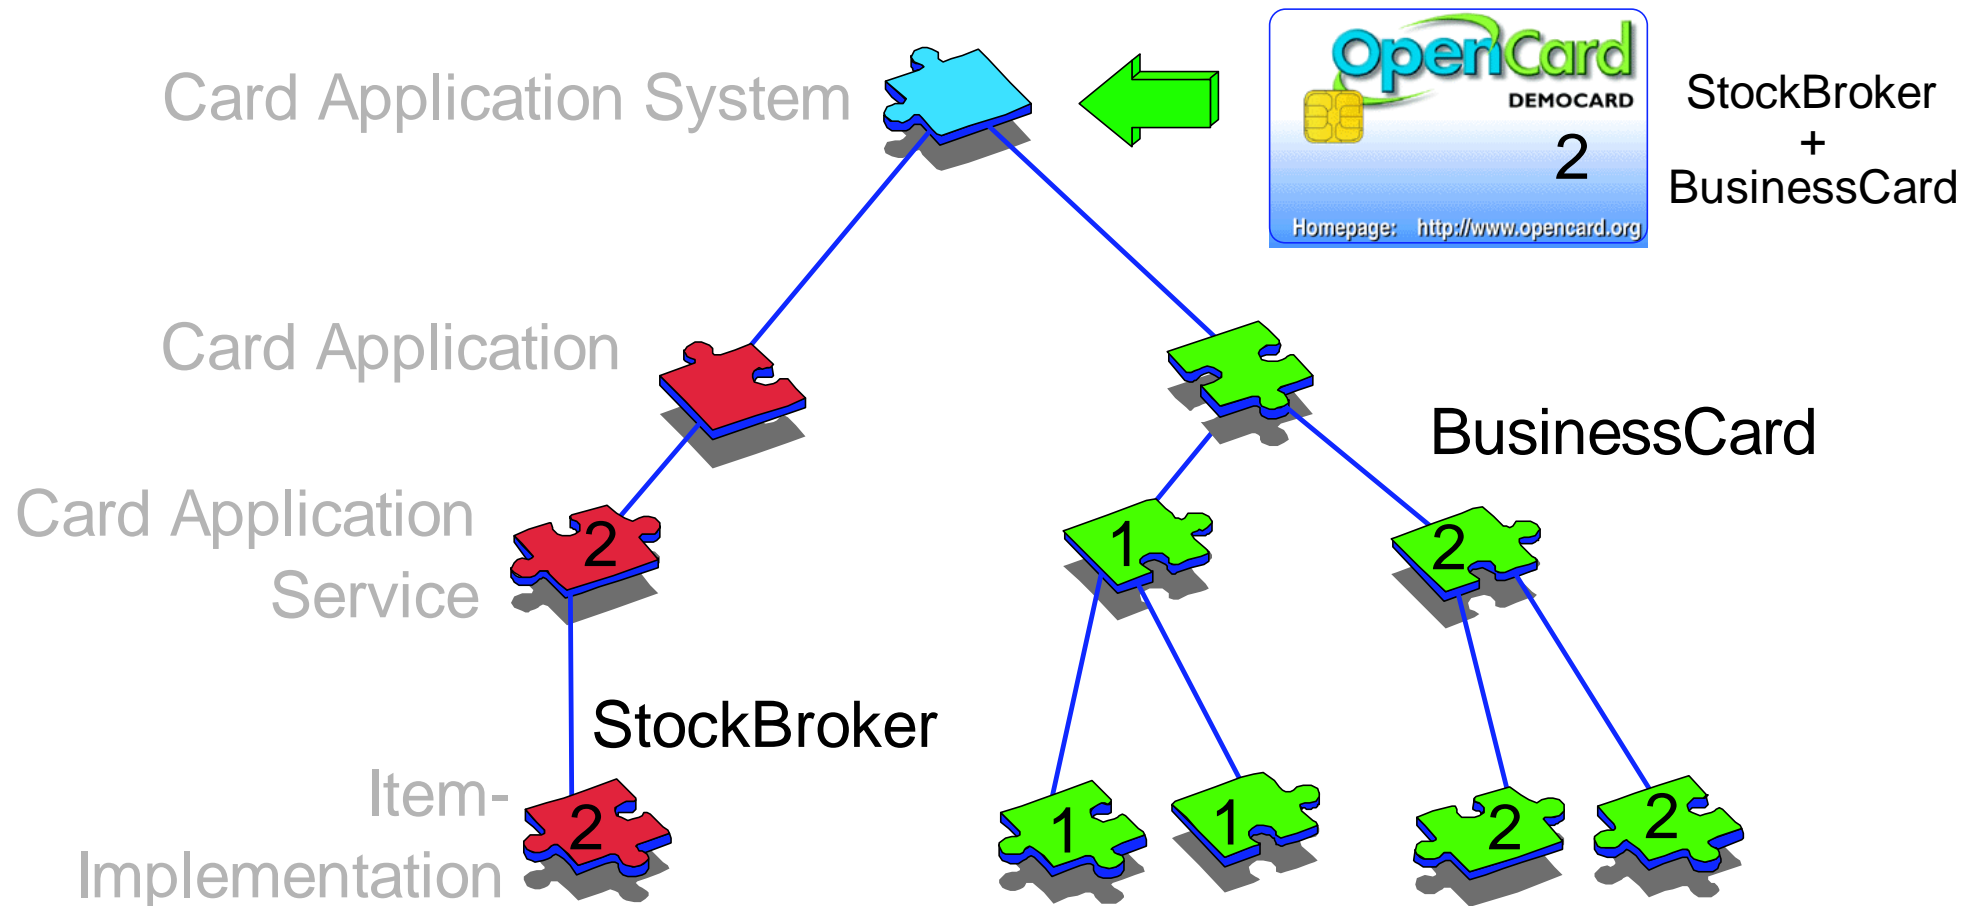 Card Application System
OpenCard
DEMOCARD
2
Homepage: http://www.opencard.org
StockBroker
+
BusinessCard
Card Application
BusinessCard
Card Application
Service
2
1
2
StockBroker
Item-
Implementation
2
1
1
2
2